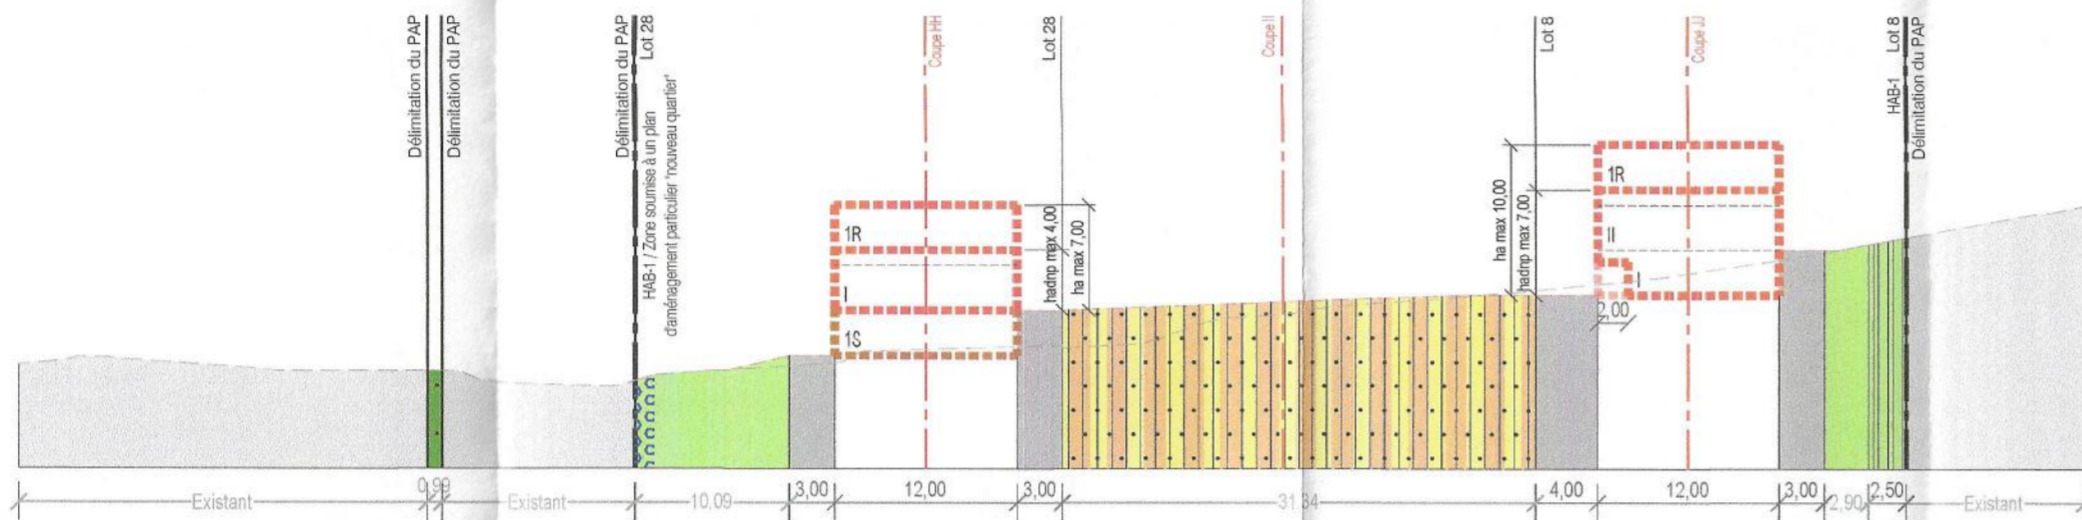 Délimitation du PAP
Délimitation du PAP
Délimitation du PAP
Lot 28
HAB-1 / Zone soumise à un plan
d'aménagement particulier "nouveau quartier"
Coupe HH
Lot 28
Coupe II
Lot 8
Coupe JJ
HAB-1
Lot 8
Délimitation du PAP
1R
I
1S
hadnp max 4,00
ha max 7,00
ha max 10,00
hadnp max 7,00
1R
II
I
2,00
Existant
0,99
Existant
10,09
3,00
12,00
3,00
31,34
4,00
12,00
3,00
2,90
2,50
Existant